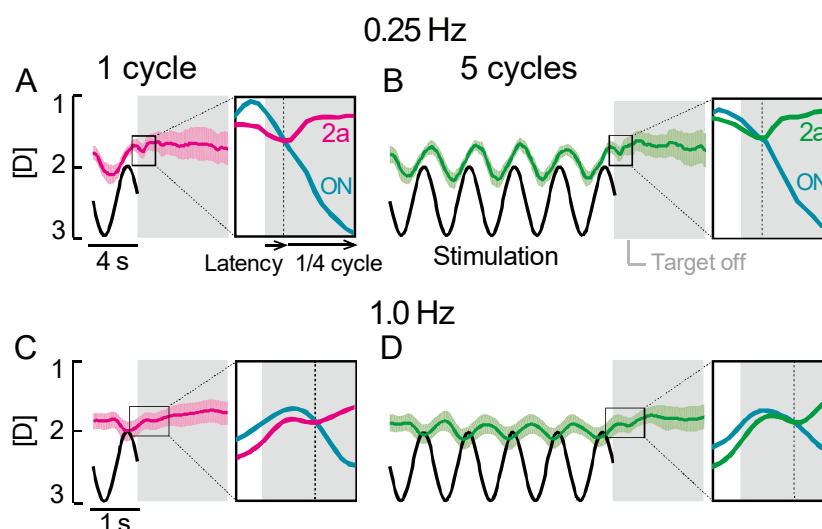 0.25 Hz
A 1 cycle
B 5 cycles
1
2
3
[D]
2a
ON
2a
ON
4 s
Latency
1/4 cycle
Stimulation
Target off
1.0 Hz
C
D
1
2
3
[D]
1 s